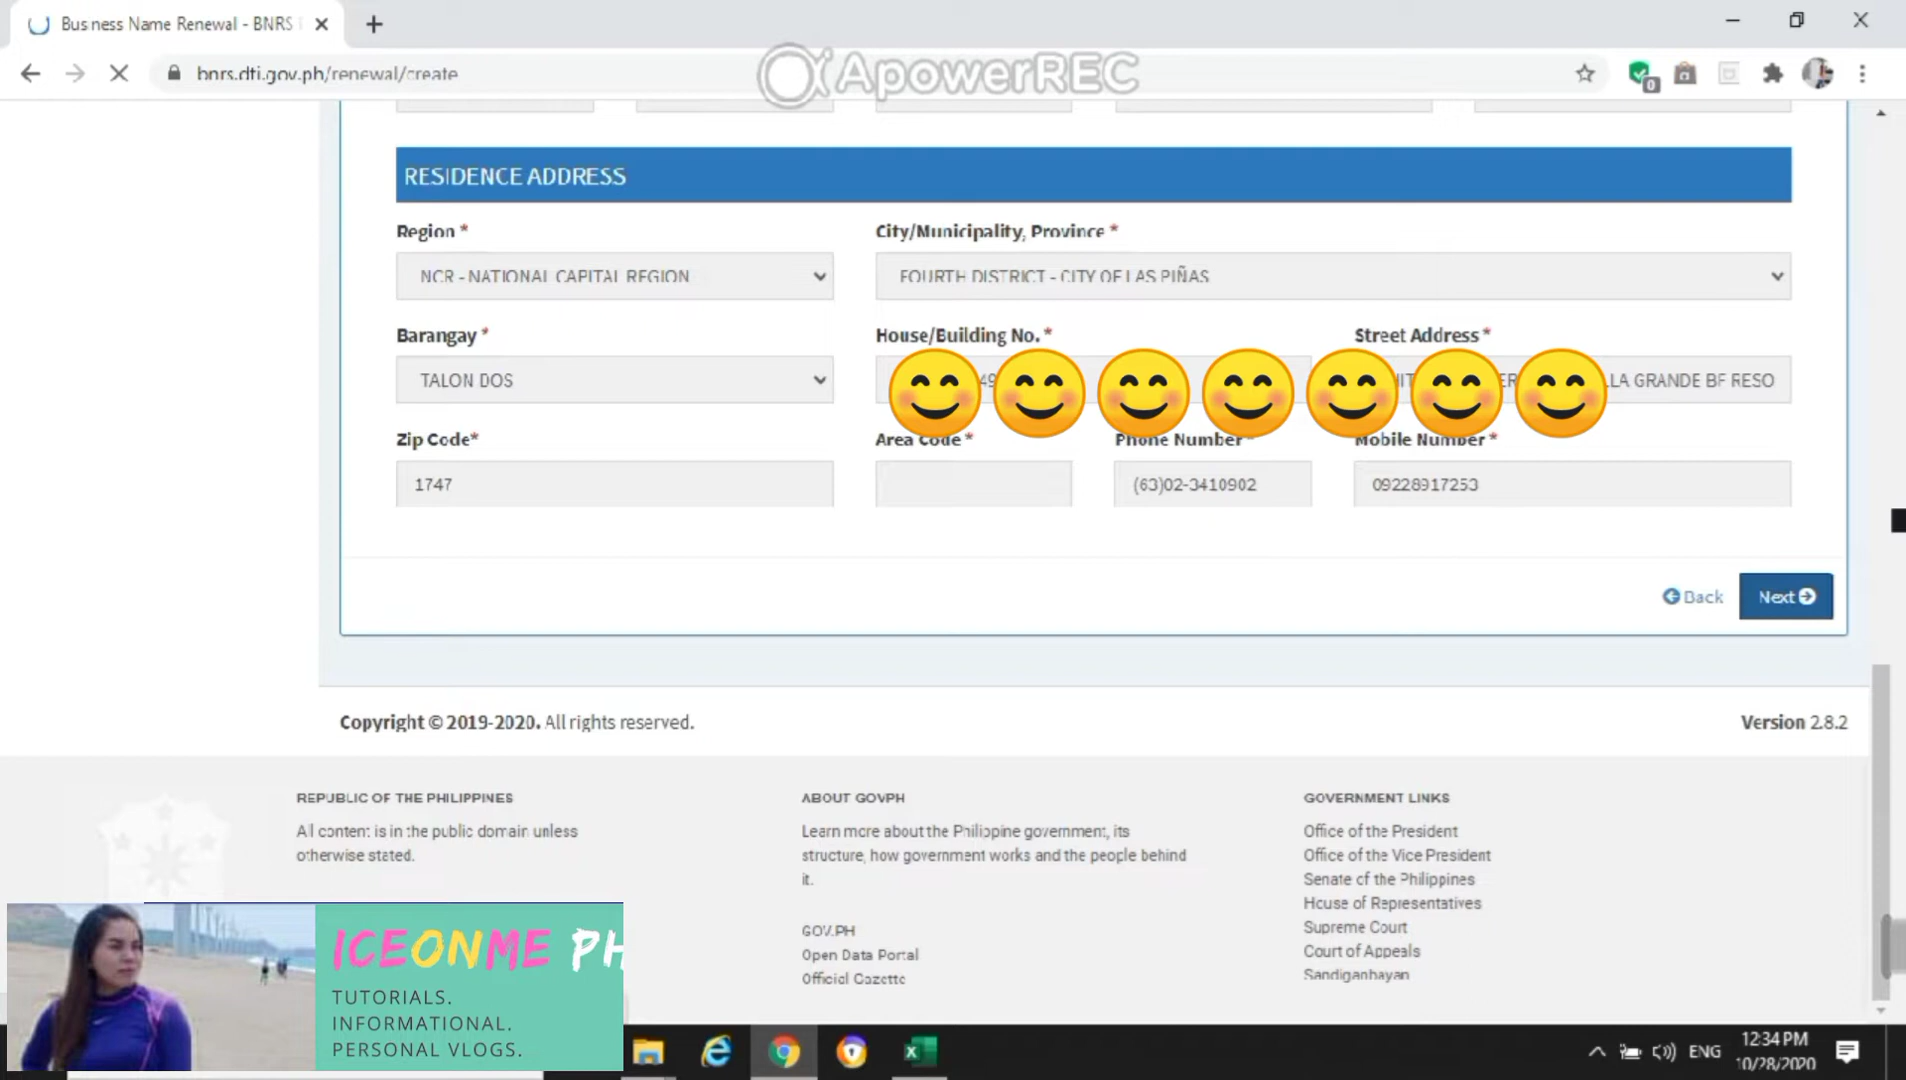 Business Name Renewal - BNRS
bnrs.dti.gov.ph/renewal/create
ApowerREC
0
RESIDENCE ADDRESS
Region *
City/Municipality, Province *
NCR - NATIONAL CAPITAL REGION
FOURTH DISTRICT - CITY OF LAS PIÑAS
Barangay *
House/Building No. *
Street Address *
TALON DOS
LA GRANDE BF RESO
Zip Code*
Area Code *
Phone Number *
Mobile Number *
1747
(63)02-3410902
09228917253
Back
Next
Copyright © 2019-2020. All rights reserved.
Version 2.8.2
REPUBLIC OF THE PHILIPPINES
All content is in the public domain unless
otherwise stated.
ABOUT GOVPH
Learn more about the Philippine government, its
structure, how government works and the people behind
it.
GOV.PH
Open Data Portal
Official Gazette
GOVERNMENT LINKS
Office of the President
Office of the Vice President
Senate of the Philippines
House of Representatives
Supreme Court
Court of Appeals
Sandiganbayan
ICEONME PH
TUTORIALS.
INFORMATIONAL.
PERSONAL VLOGS.
ENG
12:34 PM
10/28/2020